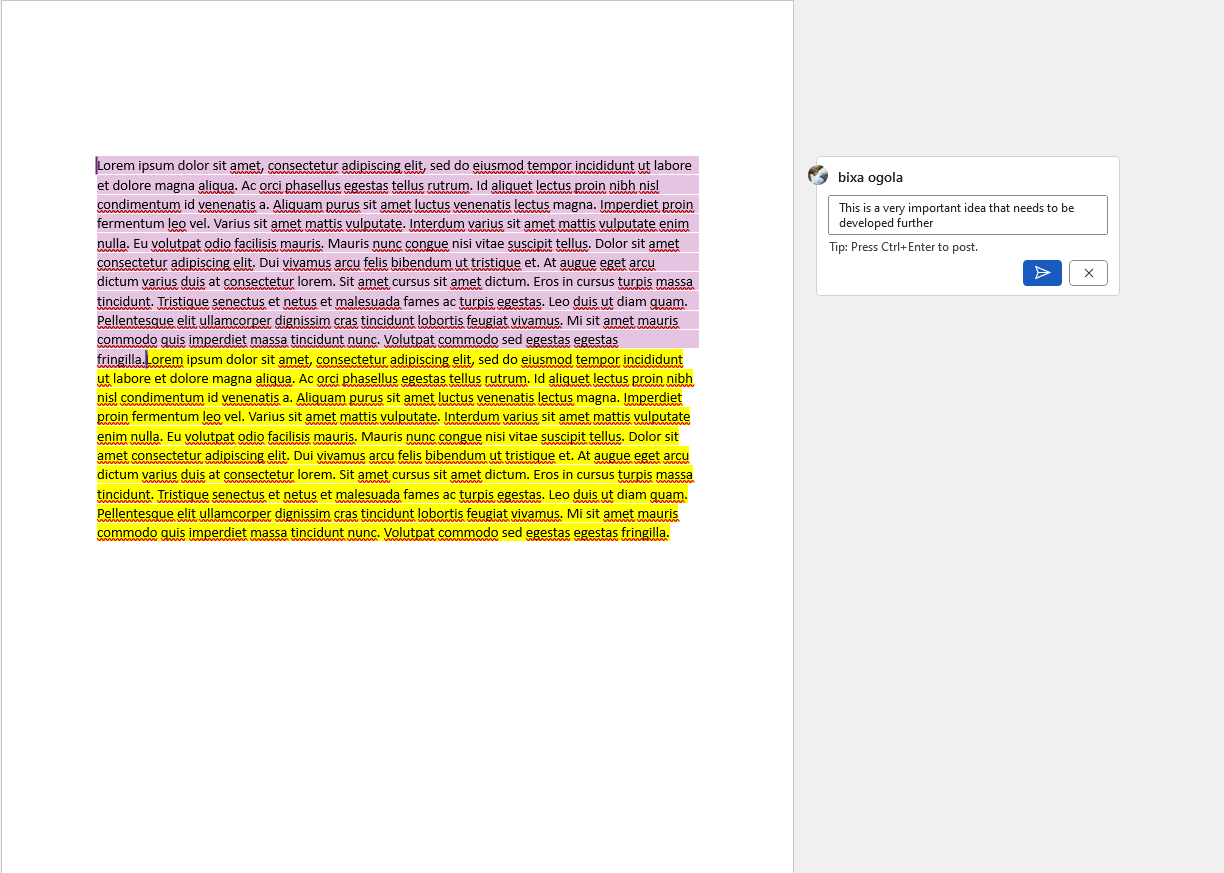 Lorem ipsum dolor sit amet, consectetur adipiscing elit, sed do eiusmod tempor incididunt ut labore
et dolore magna aliqua. Ac orci phasellus egestas tellus rutrum. Id aliquet lectus proin nibh nisl
condimentum id venenatis a. Aliquam purus sit amet luctus venenatis lectus magna. Imperdiet proin
fermentum leo vel. Varius sit amet mattis vulputate. Interdum varius sit amet mattis vulputate enim
nulla. Eu volutpat odio facilisis mauris. Mauris nunc congue nisi vitae suscipit tellus. Dolor sit amet
consectetur adipiscing elit. Dui vivamus arcu felis bibendum ut tristique et. At augue eget arcu
dictum varius duis at consectetur lorem. Sit amet cursus sit amet dictum. Eros in cursus turpis massa
tincidunt. Tristique senectus et netus et malesuada fames ac turpis egestas. Leo duis ut diam quam.
Pellentesque elit ullamcorper dignissim cras tincidunt lobortis feugiat vivamus. Mi sit amet mauris
commodo quis imperdiet massa tincidunt nunc. Volutpat commodo sed egestas egestas
fringilla.Lorem ipsum dolor sit amet, consectetur adipiscing elit, sed do eiusmod tempor incididunt
ut labore et dolore magna aliqua. Ac orci phasellus egestas tellus rutrum. Id aliquet lectus proin nibh
nisl condimentum id venenatis a. Aliquam purus sit amet luctus venenatis lectus magna. Imperdiet
proin fermentum leo vel. Varius sit amet mattis vulputate. Interdum varius sit amet mattis vulputate
enim nulla. Eu volutpat odio facilisis mauris. Mauris nunc congue nisi vitae suscipit tellus. Dolor sit
amet consectetur adipiscing elit. Dui vivamus arcu felis bibendum ut tristique et. At augue eget arcu
dictum varius duis at consectetur lorem. Sit amet cursus sit amet dictum. Eros in cursus turpis massa
tincidunt. Tristique senectus et netus et malesuada fames ac turpis egestas. Leo duis ut diam quam.
Pellentesque elit ullamcorper dignissim cras tincidunt lobortis feugiat vivamus. Mi sit amet mauris
commodo quis imperdiet massa tincidunt nunc. Volutpat commodo sed egestas egestas fringilla.
bixa ogola
This is a very important idea that needs to be
developed further
Tip: Press Ctrl+Enter to post.